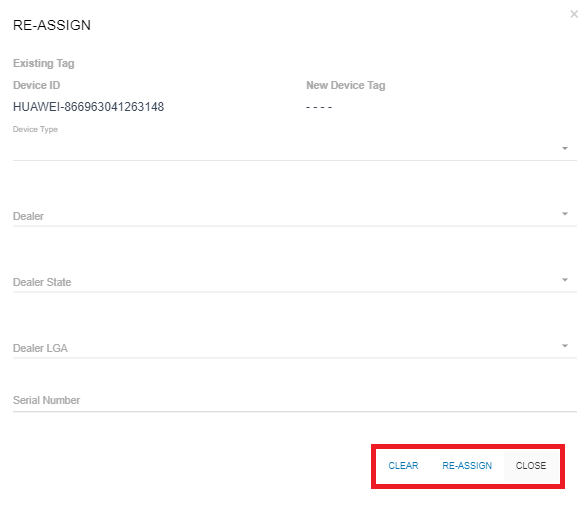 ×
RE-ASSIGN
Existing Tag
Device ID New Device Tag
HUAWEI-866963041263148 - - - -
Device Type
Dealer
Dealer State
Dealer LGA
Serial Number
CLEAR RE-ASSIGN CLOSE